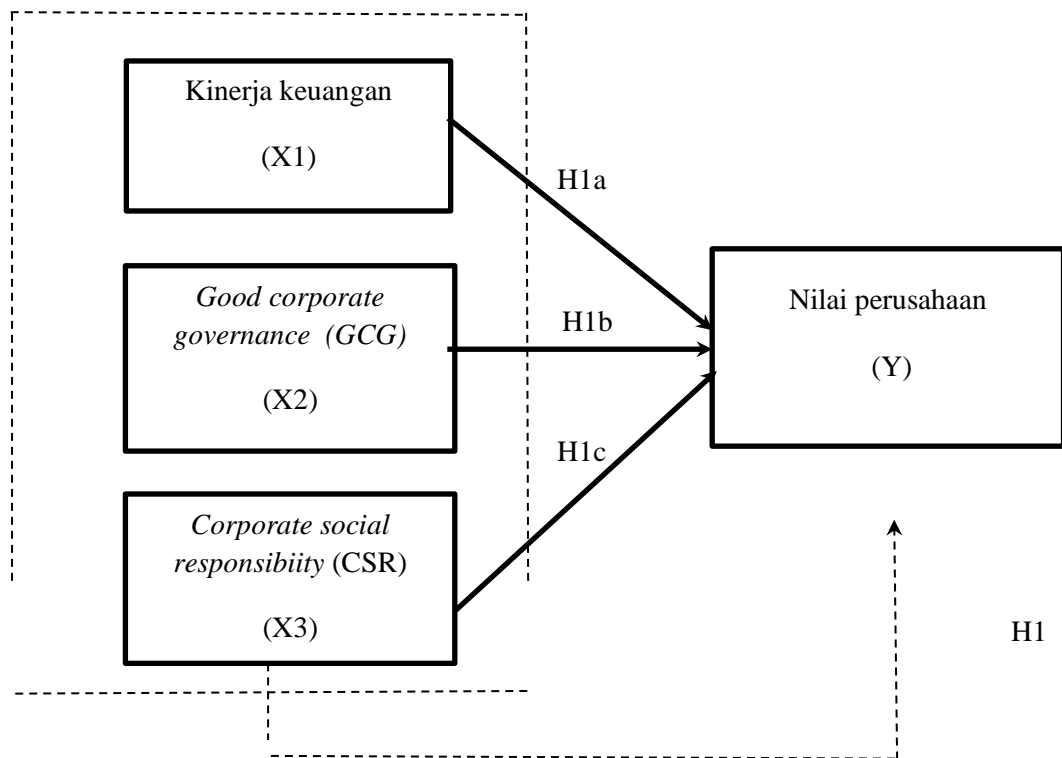 Kinerja keuangan
(X1)
H1a
Good corporate
governance  (GCG)
(X2)
H1b
Nilai perusahaan
(Y)
H1c
Corporate social
responsibiity (CSR)
(X3)
H1